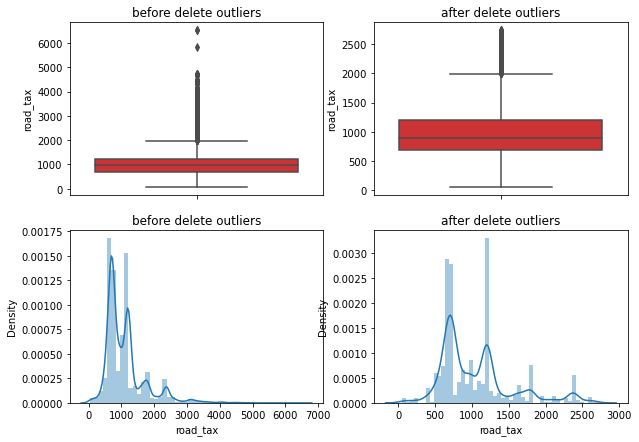 before delete outliers
after delete outliers
6000
5000
4000
3000
2000
1000
0
road_tax
2500
2000
1500
1000
500
0
road_tax
before delete outliers
after delete outliers
0.00175
0.00150
0.00125
0.00100
0.00075
0.00050
0.00025
0.00000
Density
0 1000 2000 3000 4000 5000 6000 7000
road_tax
0.0030
0.0025
0.0020
0.0015
0.0010
0.0005
0.0000
Density
0 500 1000 1500 2000 2500 3000
road_tax